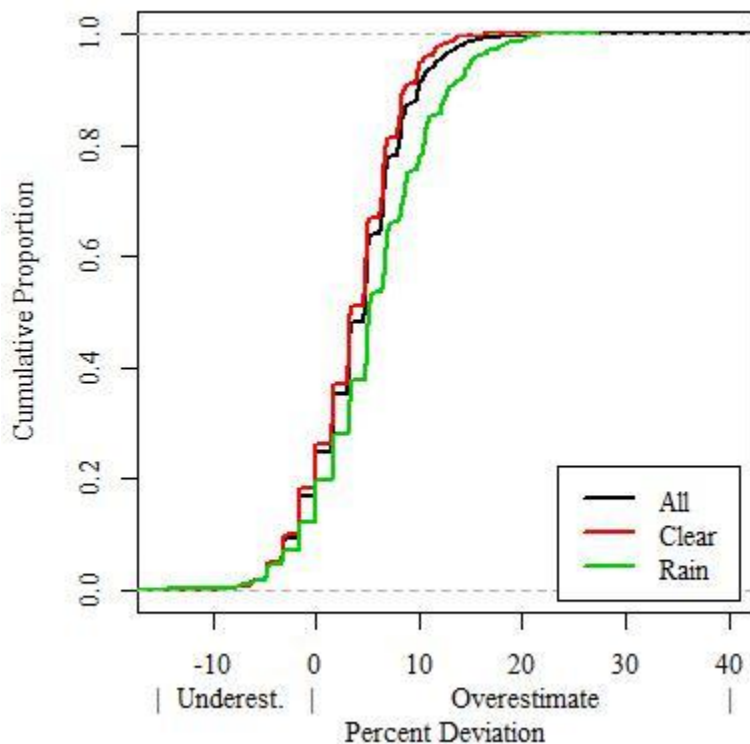 Cumulative Proportion
1.0
0.8
0.6
0.4
0.2
0.0
All
Clear
Rain
-10 0 10 20 30 40
| Underest. | Overestimate |
Percent Deviation